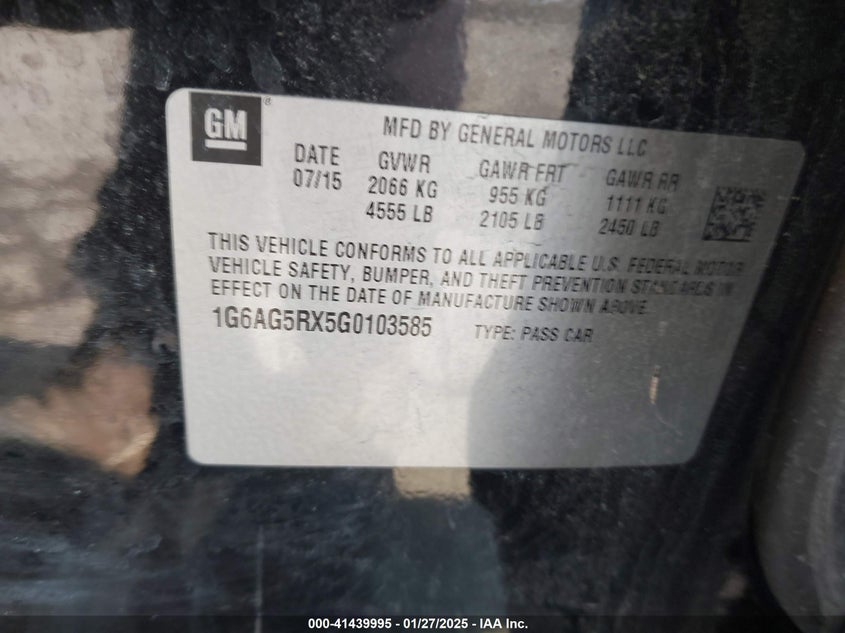 GM®
MFD BY GENERAL MOTORS LLC
DATE GVWR GAWR FRT GAWR RR
07/15 2066 KG 955 KG 1111 KG
4555 LB 2105 LB 2450 LB
THIS VEHICLE CONFORMS TO ALL APPLICABLE U.S. FEDERAL MOTOR
VEHICLE SAFETY, BUMPER, AND THEFT PREVENTION STANDARDS IN
EFFECT ON THE DATE OF MANUFACTURE SHOWN ABOVE.
1G6AG5RX5G0103585 TYPE: PASS CAR
000-41439995 — 01/27/2025 — IAA Inc.